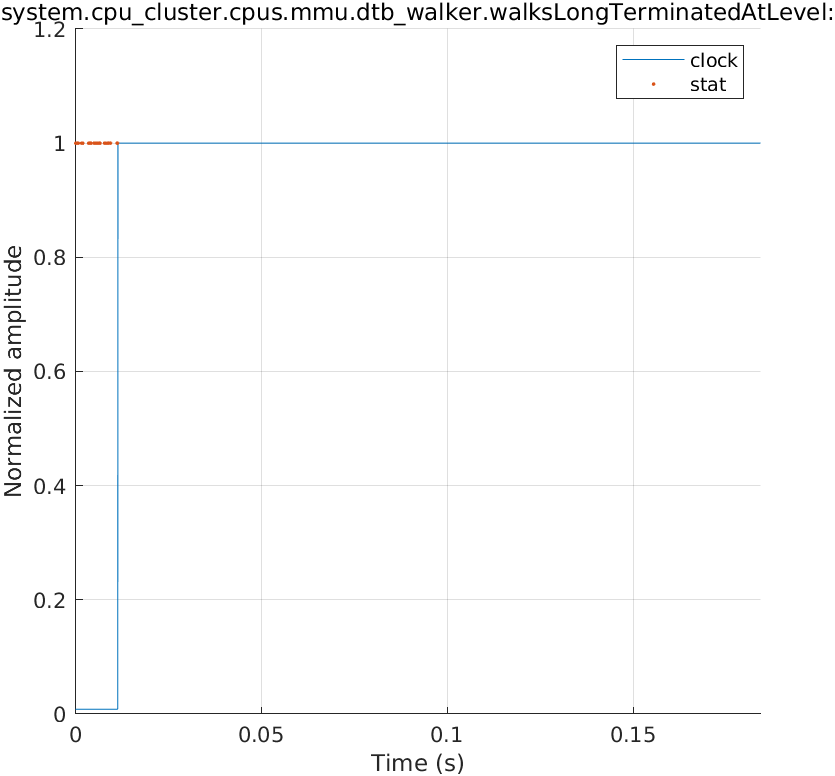 system.cpu_cluster.cpus.mmu.dtb_walker.walksLongTerminatedAtLevel:
1.2
clock
stat
1
0.8
0.6
0.4
0.2
0
Normalized amplitude
0
0.05
0.1
0.15
Time (s)